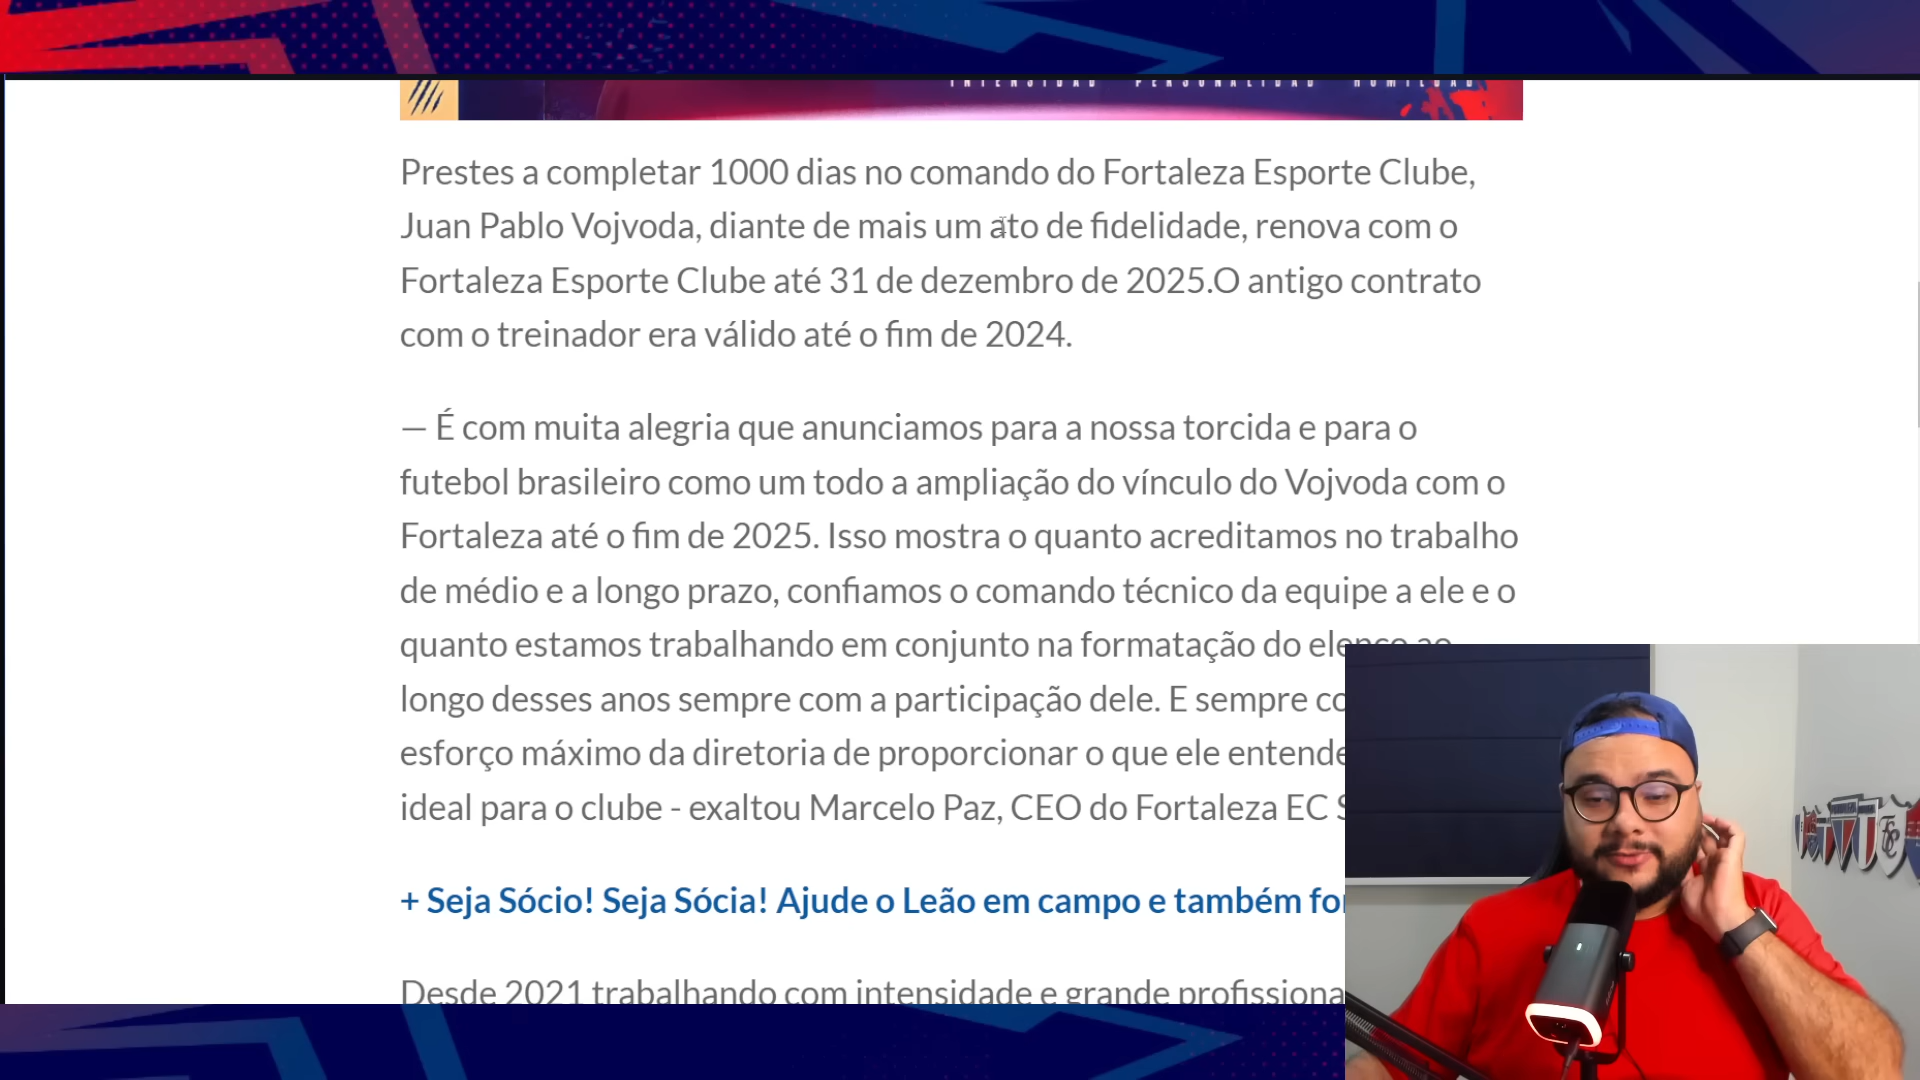 INTENSIDAD PERSONALIDAD HUMILDAD
Prestes a completar 1000 dias no comando do Fortaleza Esporte Clube,
Juan Pablo Vojvoda, diante de mais um ato de fidelidade, renova com o
Fortaleza Esporte Clube até 31 de dezembro de 2025.O antigo contrato
com o treinador era válido até o fim de 2024.
— É com muita alegria que anunciamos para a nossa torcida e para o
futebol brasileiro como um todo a ampliação do vínculo do Vojvoda com o
Fortaleza até o fim de 2025. Isso mostra o quanto acreditamos no trabalho
de médio e a longo prazo, confiamos o comando técnico da equipe a ele e o
quanto estamos trabalhando em conjunto na formatação do elenco ao
longo desses anos sempre com a participação dele. E sempre
esforço máximo da diretoria de proporcionar o que ele entende
ideal para o clube - exaltou Marcelo Paz, CEO do Fortaleza EC
+ Seja Sócio! Seja Sócia! Ajude o Leão em campo e também
Desde 2021 trabalhando com intensidade e grande